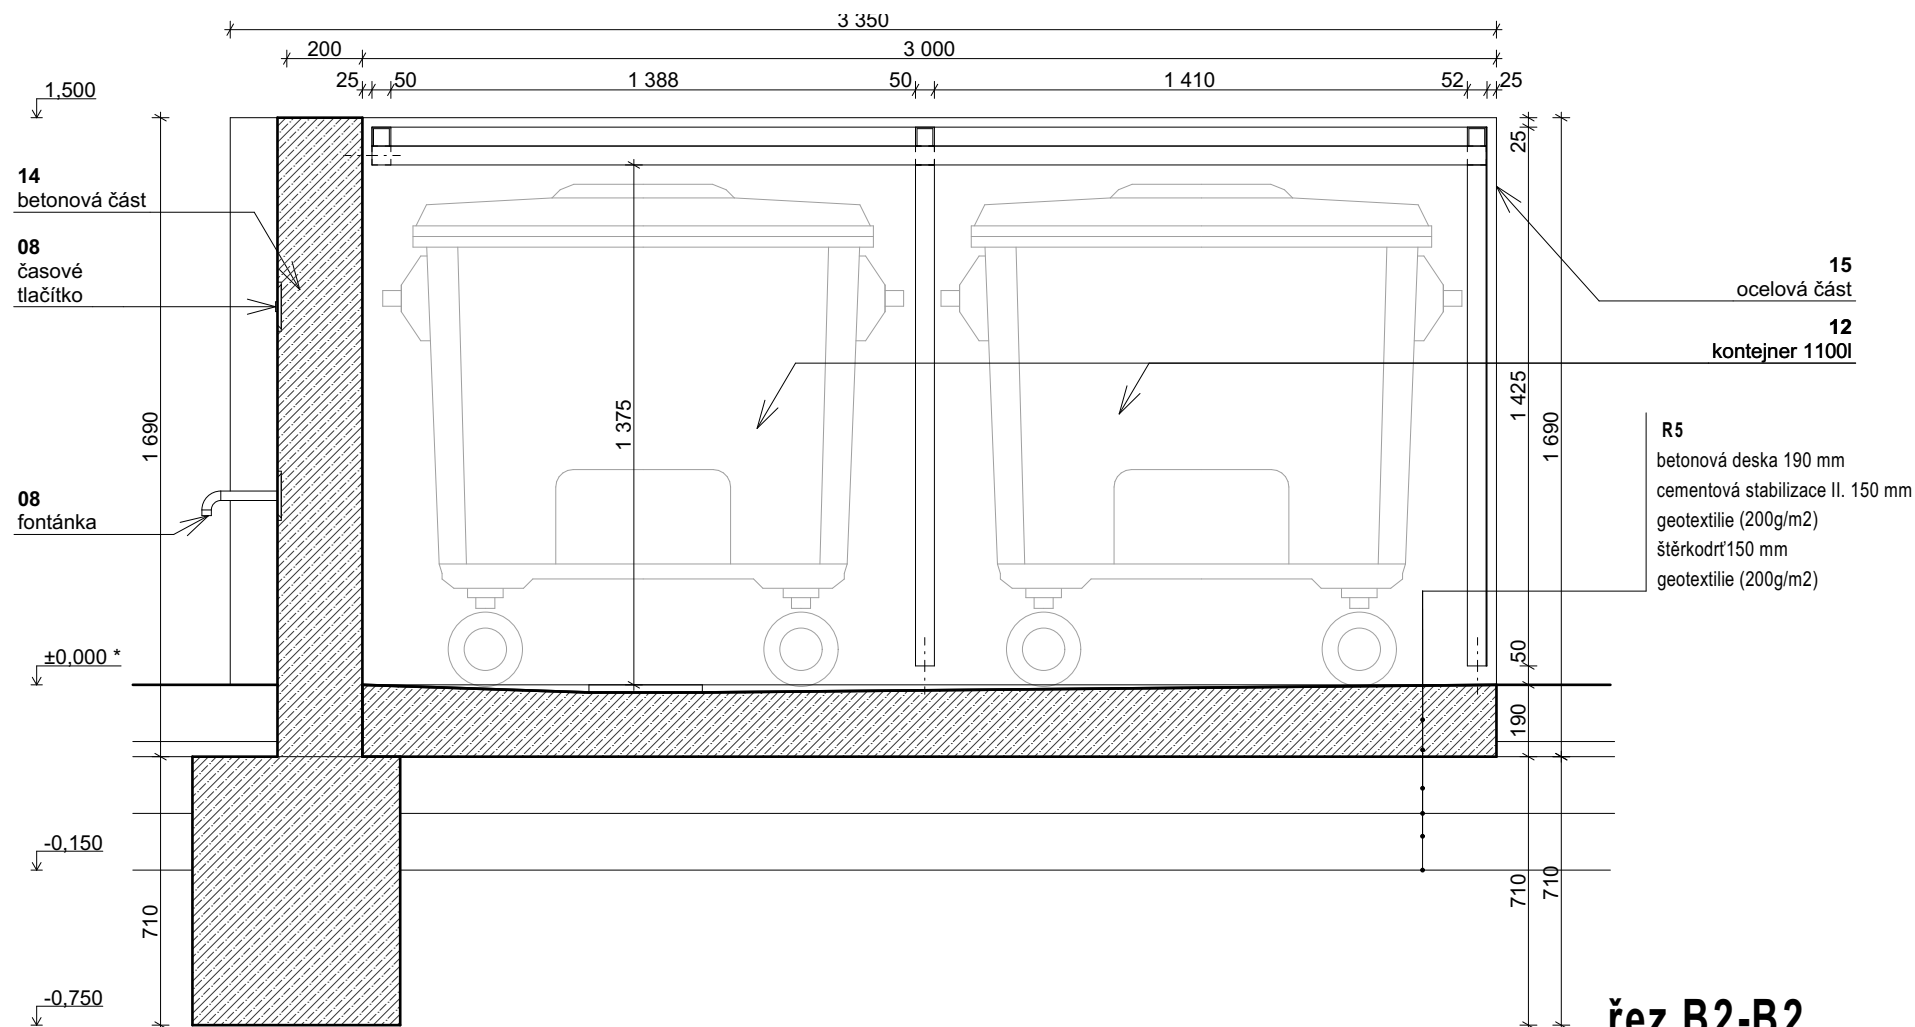 3 350
200
3 000
25
50
1 388
50
1 410
52
25
1,500
25
14
betonová část
08
časové
tlačítko
15
ocelová část
12
kontejner 1100l
1 690
1 375
1 425
1 690
R5
betonová deska 190 mm
cementová stabilizace II. 150 mm
geotextilie (200g/m2)
štěrkodrť150 mm
geotextilie (200g/m2)
08
fontánka
±0,000 *
50
190
-0,150
710
710
710
-0,750
řez B2-B2